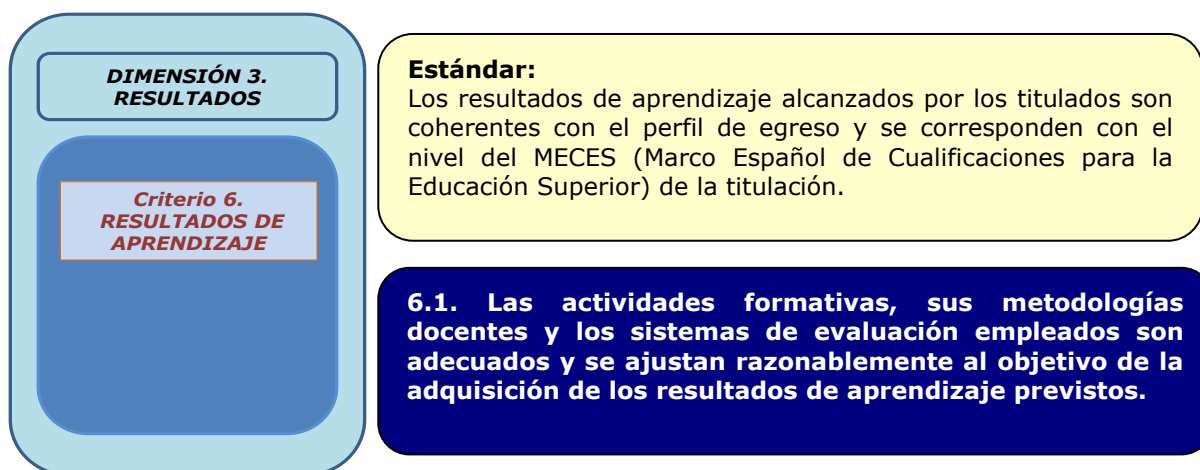 DIMENSIÓN 3.
RESULTADOS
Criterio 6.
RESULTADOS DE
APRENDIZAJE
Estándar:
Los resultados de aprendizaje alcanzados por los titulados son
coherentes con el perfil de egreso y se corresponden con el
nivel del MECES (Marco Español de Cualificaciones para la
Educación Superior) de la titulación.
6.1. Las actividades formativas, sus metodologías
docentes y los sistemas de evaluación empleados son
adecuados y se ajustan razonablemente al objetivo de la
adquisición de los resultados de aprendizaje previstos.